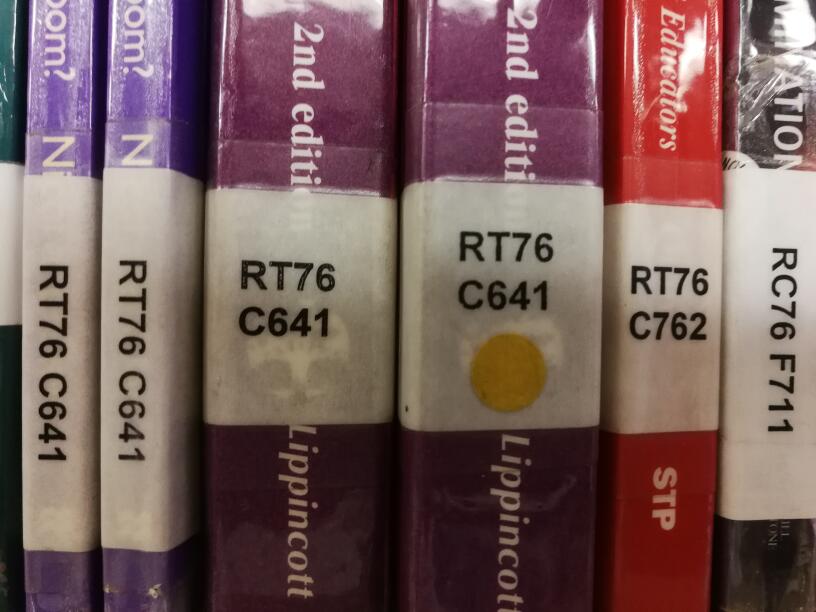 oom?
N
RT76 C641
oom?
N
RT76 C641
2nd editi
RT76
C641
Lippincott
2nd editi
RT76
C641
Lippincott
Educators
RT76
C762
STP
ATION
RC76 F711